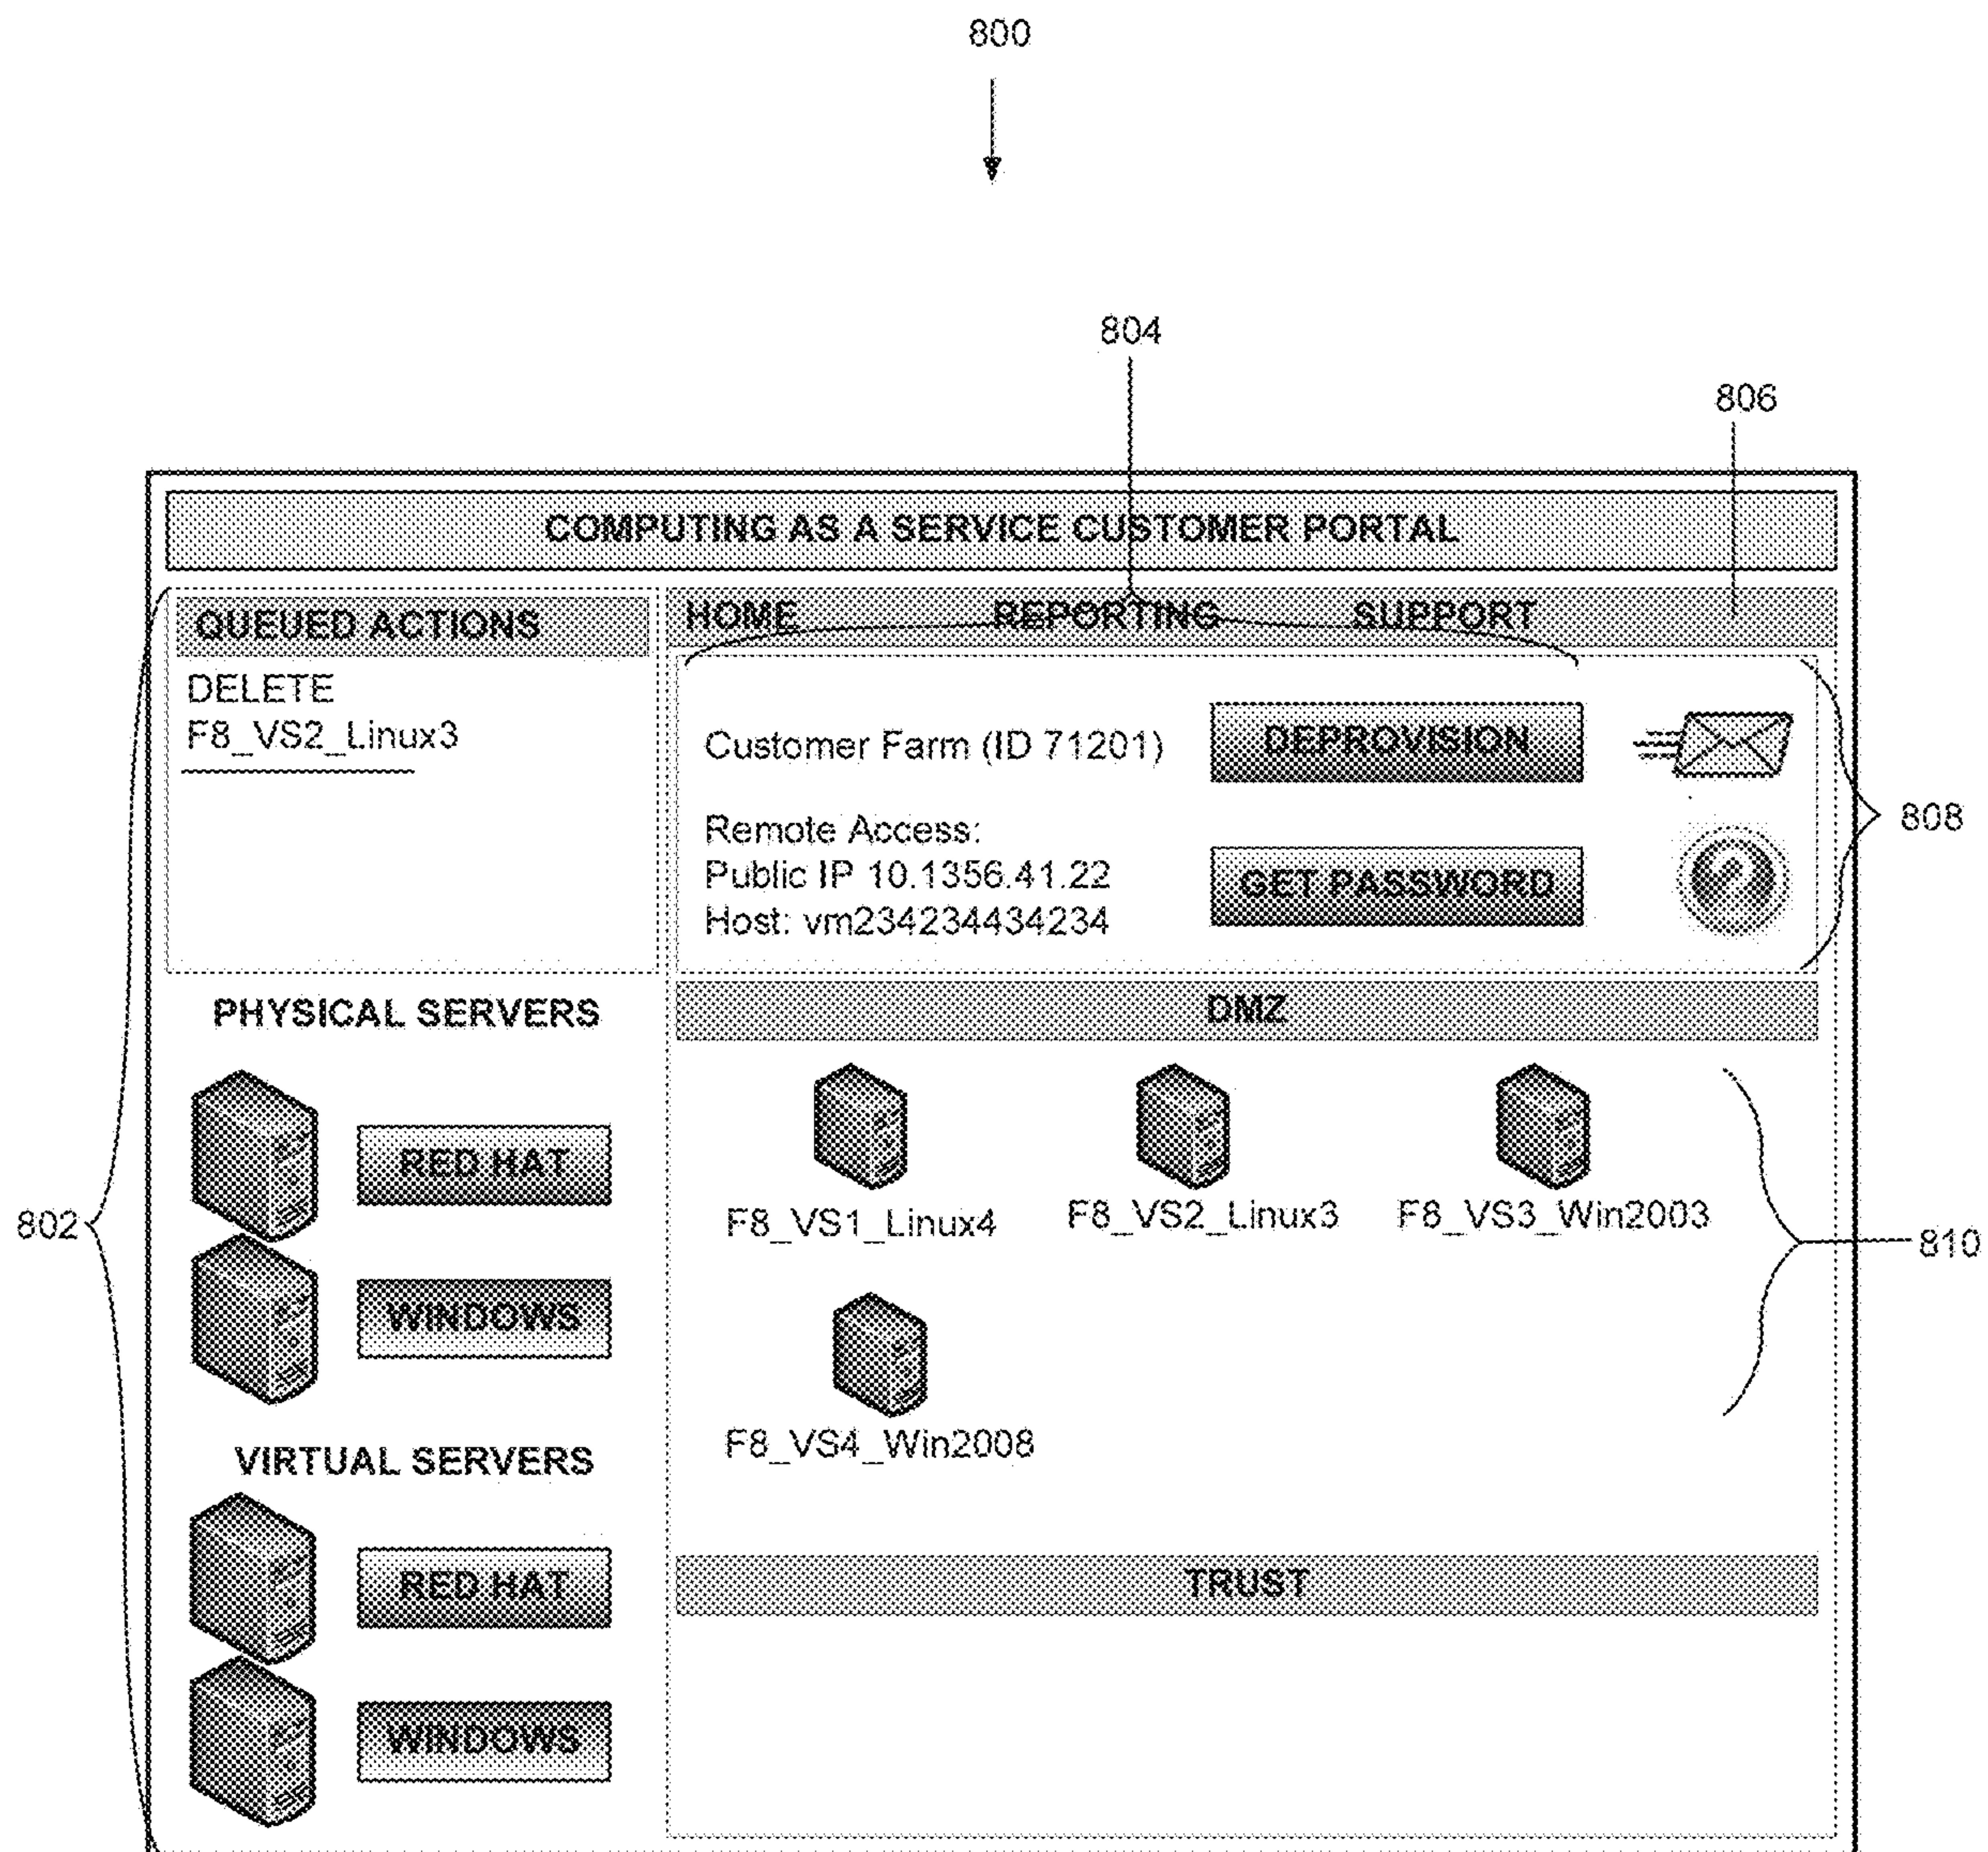 800
804
806
COMPUTING AS A SERVICE CUSTOMER PORTAL
QUEUED ACTIONS
DELETE
F8_VS2_Linux3
HOME REPORTING SUPPORT
Customer Farm (ID 71201)
DEPROVISION
Remote Access:
Public IP 10.1356.41.22
Host: vm234234434234
GET PASSWORD
?
808
PHYSICAL SERVERS
RED HAT
WINDOWS
VIRTUAL SERVERS
RED HAT
WINDOWS
802
DMZ
F8_VS1_Linux4 F8_VS2_Linux3 F8_VS3_Win2003
F8_VS4_Win2008
810
TRUST